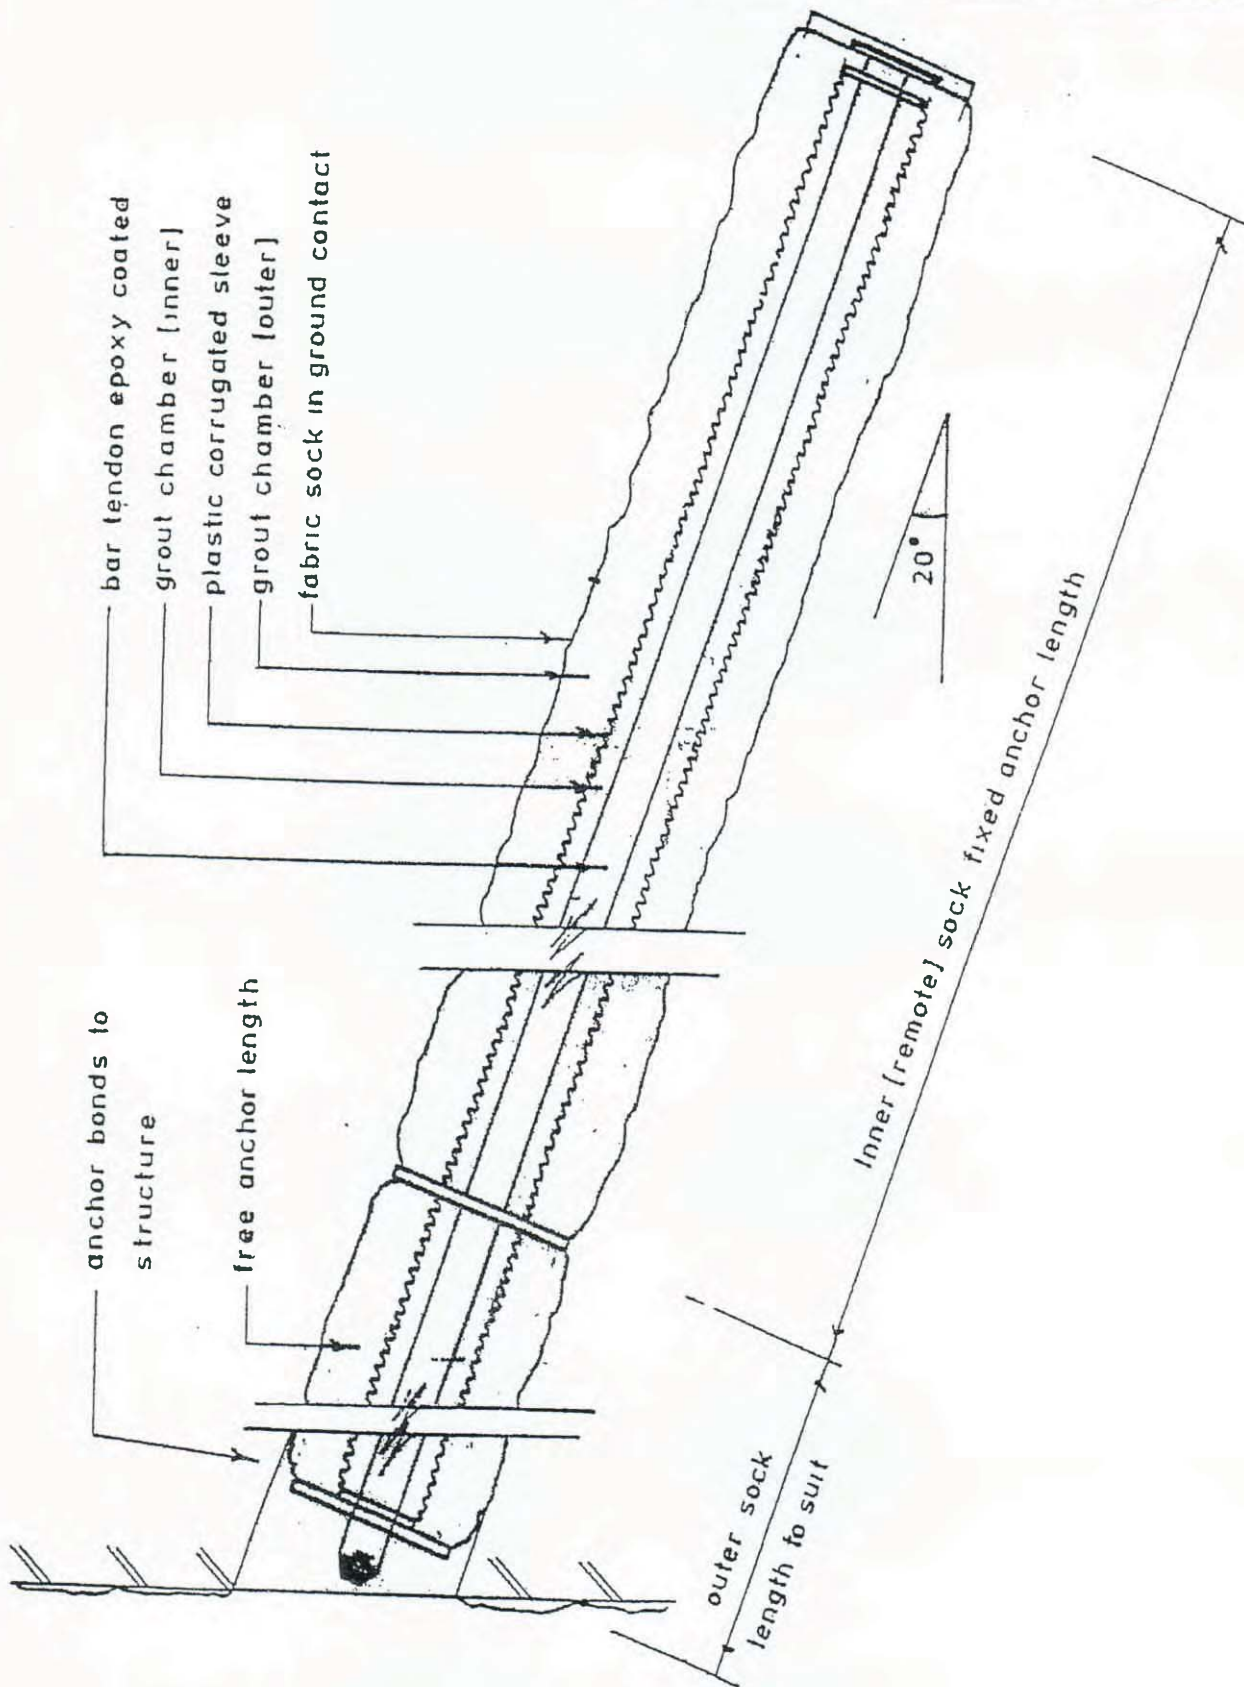 anchor bonds to
structure
free anchor length
bar tendon epoxy coated
grout chamber [inner]
plastic corrugated sleeve
grout chamber [outer]
fabric sock in ground contact
20°
outer sock
length to suit
Inner [remote] sock fixed anchor length